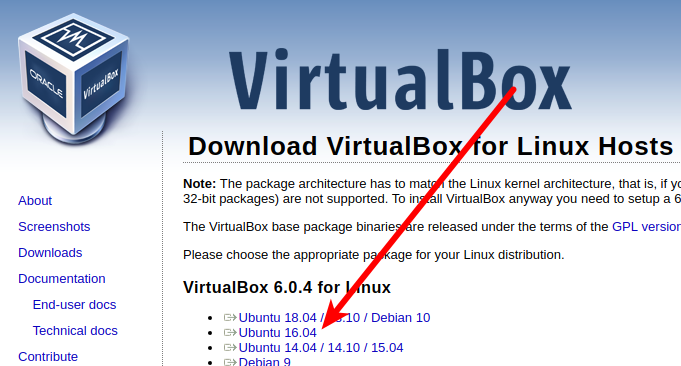 ORACLE
VirtualBox
VirtualBox
Download VirtualBox for Linux Hosts
About
Screenshots
Downloads
Documentation
End-user docs
Technical docs
Contribute
Note: The package architecture has to match the Linux kernel architecture, that is, if
32-bit packages) are not supported. To install VirtualBox anyway you need to setup a
The VirtualBox base package binaries are released under the terms of the GPL version
Please choose the appropriate package for your Linux distribution.
VirtualBox 6.0.4 for Linux
Ubuntu 18.04 / 18.10 / Debian 10
Ubuntu 16.04
Ubuntu 14.04 / 14.10 / 15.04
Debian 9